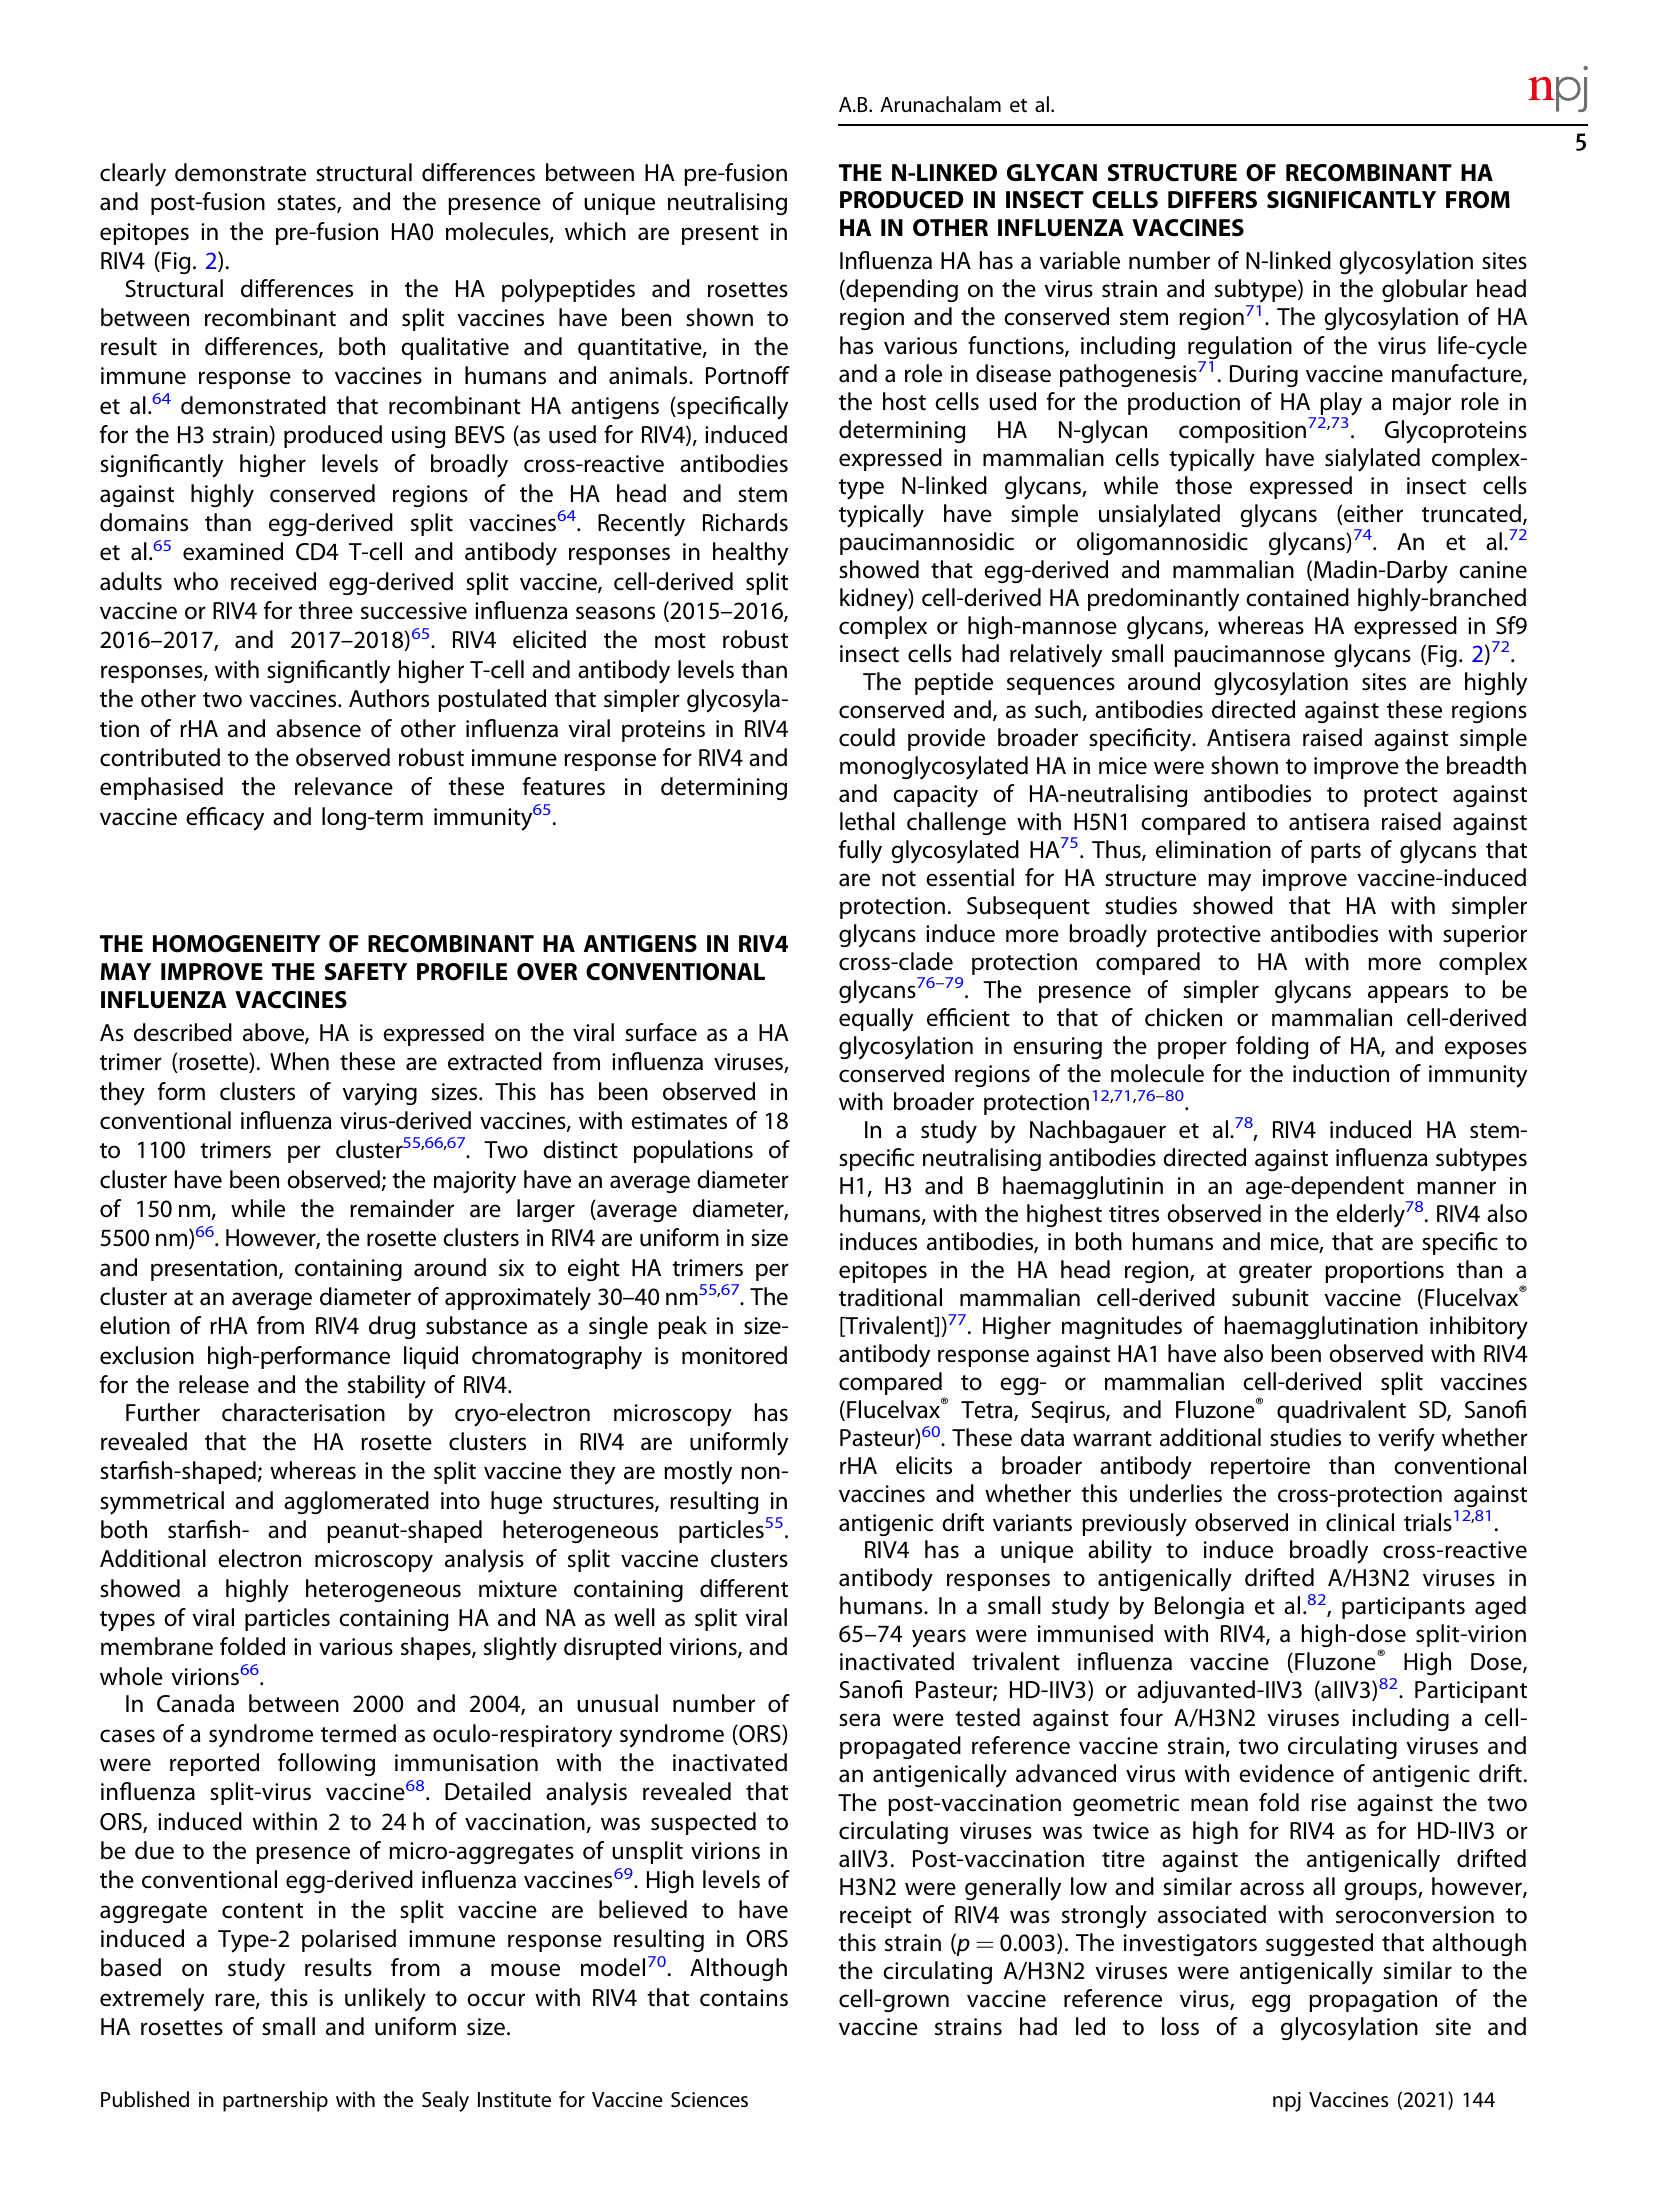 A.B. Arunachalam et al.
npj
5
clearly demonstrate structural differences between HA pre-fusion
and post-fusion states, and the presence of unique neutralising
epitopes in the pre-fusion HA0 molecules, which are present in
RIV4 (Fig. 2).
Structural differences in the HA polypeptides and rosettes
between recombinant and split vaccines have been shown to
result in differences, both qualitative and quantitative, in the
immune response to vaccines in humans and animals. Portnoff
et al.64 demonstrated that recombinant HA antigens (specifically
for the H3 strain) produced using BEVS (as used for RIV4), induced
significantly higher levels of broadly cross-reactive antibodies
against highly conserved regions of the HA head and stem
domains than egg-derived split vaccines64. Recently Richards
et al.65 examined CD4 T-cell and antibody responses in healthy
adults who received egg-derived split vaccine, cell-derived split
vaccine or RIV4 for three successive influenza seasons (2015–2016,
2016–2017, and 2017–2018)65. RIV4 elicited the most robust
responses, with significantly higher T-cell and antibody levels than
the other two vaccines. Authors postulated that simpler glycosyla-
tion of rHA and absence of other influenza viral proteins in RIV4
contributed to the observed robust immune response for RIV4 and
emphasised the relevance of these features in determining
vaccine efficacy and long-term immunity65.
THE HOMOGENEITY OF RECOMBINANT HA ANTIGENS IN RIV4
MAY IMPROVE THE SAFETY PROFILE OVER CONVENTIONAL
INFLUENZA VACCINES
As described above, HA is expressed on the viral surface as a HA
trimer (rosette). When these are extracted from influenza viruses,
they form clusters of varying sizes. This has been observed in
conventional influenza virus-derived vaccines, with estimates of 18
to 1100 trimers per cluster55,66,67. Two distinct populations of
cluster have been observed; the majority have an average diameter
of 150 nm, while the remainder are larger (average diameter,
5500 nm)66. However, the rosette clusters in RIV4 are uniform in size
and presentation, containing around six to eight HA trimers per
cluster at an average diameter of approximately 30–40 nm55,67. The
elution of rHA from RIV4 drug substance as a single peak in size-
exclusion high-performance liquid chromatography is monitored
for the release and the stability of RIV4.
Further characterisation by cryo-electron microscopy has
revealed that the HA rosette clusters in RIV4 are uniformly
starfish-shaped; whereas in the split vaccine they are mostly non-
symmetrical and agglomerated into huge structures, resulting in
both starfish- and peanut-shaped heterogeneous particles55.
Additional electron microscopy analysis of split vaccine clusters
showed a highly heterogeneous mixture containing different
types of viral particles containing HA and NA as well as split viral
membrane folded in various shapes, slightly disrupted virions, and
whole virions66.
In Canada between 2000 and 2004, an unusual number of
cases of a syndrome termed as oculo-respiratory syndrome (ORS)
were reported following immunisation with the inactivated
influenza split-virus vaccine68. Detailed analysis revealed that
ORS, induced within 2 to 24 h of vaccination, was suspected to
be due to the presence of micro-aggregates of unsplit virions in
the conventional egg-derived influenza vaccines69. High levels of
aggregate content in the split vaccine are believed to have
induced a Type-2 polarised immune response resulting in ORS
based on study results from a mouse model70. Although
extremely rare, this is unlikely to occur with RIV4 that contains
HA rosettes of small and uniform size.
THE N-LINKED GLYCAN STRUCTURE OF RECOMBINANT HA
PRODUCED IN INSECT CELLS DIFFERS SIGNIFICANTLY FROM
HA IN OTHER INFLUENZA VACCINES
Influenza HA has a variable number of N-linked glycosylation sites
(depending on the virus strain and subtype) in the globular head
region and the conserved stem region71. The glycosylation of HA
has various functions, including regulation of the virus life-cycle
and a role in disease pathogenesis71. During vaccine manufacture,
the host cells used for the production of HA play a major role in
determining HA N-glycan composition72,73. Glycoproteins
expressed in mammalian cells typically have sialylated complex-
type N-linked glycans, while those expressed in insect cells
typically have simple unsialylated glycans (either truncated,
paucimannosidic or oligomannosidic glycans)74. An et al.72
showed that egg-derived and mammalian (Madin-Darby canine
kidney) cell-derived HA predominantly contained highly-branched
complex or high-mannose glycans, whereas HA expressed in Sf9
insect cells had relatively small paucimannose glycans (Fig. 2)72.
The peptide sequences around glycosylation sites are highly
conserved and, as such, antibodies directed against these regions
could provide broader specificity. Antisera raised against simple
monoglycosylated HA in mice were shown to improve the breadth
and capacity of HA-neutralising antibodies to protect against
lethal challenge with H5N1 compared to antisera raised against
fully glycosylated HA75. Thus, elimination of parts of glycans that
are not essential for HA structure may improve vaccine-induced
protection. Subsequent studies showed that HA with simpler
glycans induce more broadly protective antibodies with superior
cross-clade protection compared to HA with more complex
glycans76–79. The presence of simpler glycans appears to be
equally efficient to that of chicken or mammalian cell-derived
glycosylation in ensuring the proper folding of HA, and exposes
conserved regions of the molecule for the induction of immunity
with broader protection12,71,76–80.
In a study by Nachbagauer et al.78, RIV4 induced HA stem-
specific neutralising antibodies directed against influenza subtypes
H1, H3 and B haemagglutinin in an age-dependent manner in
humans, with the highest titres observed in the elderly78. RIV4 also
induces antibodies, in both humans and mice, that are specific to
epitopes in the HA head region, at greater proportions than a
traditional mammalian cell-derived subunit vaccine (Flucelvax®
[Trivalent])77. Higher magnitudes of haemagglutination inhibitory
antibody response against HA1 have also been observed with RIV4
compared to egg- or mammalian cell-derived split vaccines
(Flucelvax® Tetra, Seqirus, and Fluzone® quadrivalent SD, Sanofi
Pasteur)60. These data warrant additional studies to verify whether
rHA elicits a broader antibody repertoire than conventional
vaccines and whether this underlies the cross-protection against
antigenic drift variants previously observed in clinical trials12,81.
RIV4 has a unique ability to induce broadly cross-reactive
antibody responses to antigenically drifted A/H3N2 viruses in
humans. In a small study by Belongia et al.82, participants aged
65–74 years were immunised with RIV4, a high-dose split-virion
inactivated trivalent influenza vaccine (Fluzone® High Dose,
Sanofi Pasteur; HD-IIV3) or adjuvanted-IIV3 (aIIV3)82. Participant
sera were tested against four A/H3N2 viruses including a cell-
propagated reference vaccine strain, two circulating viruses and
an antigenically advanced virus with evidence of antigenic drift.
The post-vaccination geometric mean fold rise against the two
circulating viruses was twice as high for RIV4 as for HD-IIV3 or
aIIV3. Post-vaccination titre against the antigenically drifted
H3N2 were generally low and similar across all groups, however,
receipt of RIV4 was strongly associated with seroconversion to
this strain (p = 0.003). The investigators suggested that although
the circulating A/H3N2 viruses were antigenically similar to the
cell-grown vaccine reference virus, egg propagation of the
vaccine strains had led to loss of a glycosylation site and
Published in partnership with the Sealy Institute for Vaccine Sciences
npj Vaccines (2021) 144